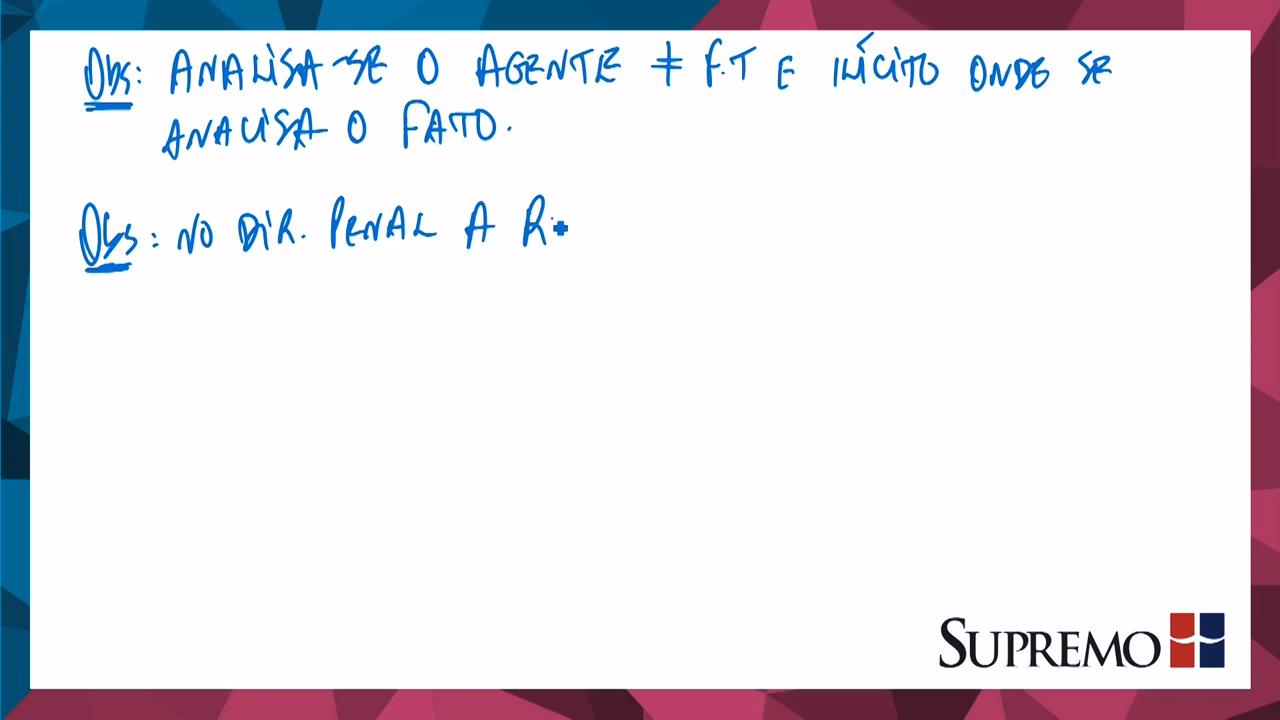 Obs: ANALISA-SE O AGENTE ≠ F.T E ILÍCITO ONDE SE
ANALISA O FATO.
Obs: NO DIR. PENAL A R
SUPREMO